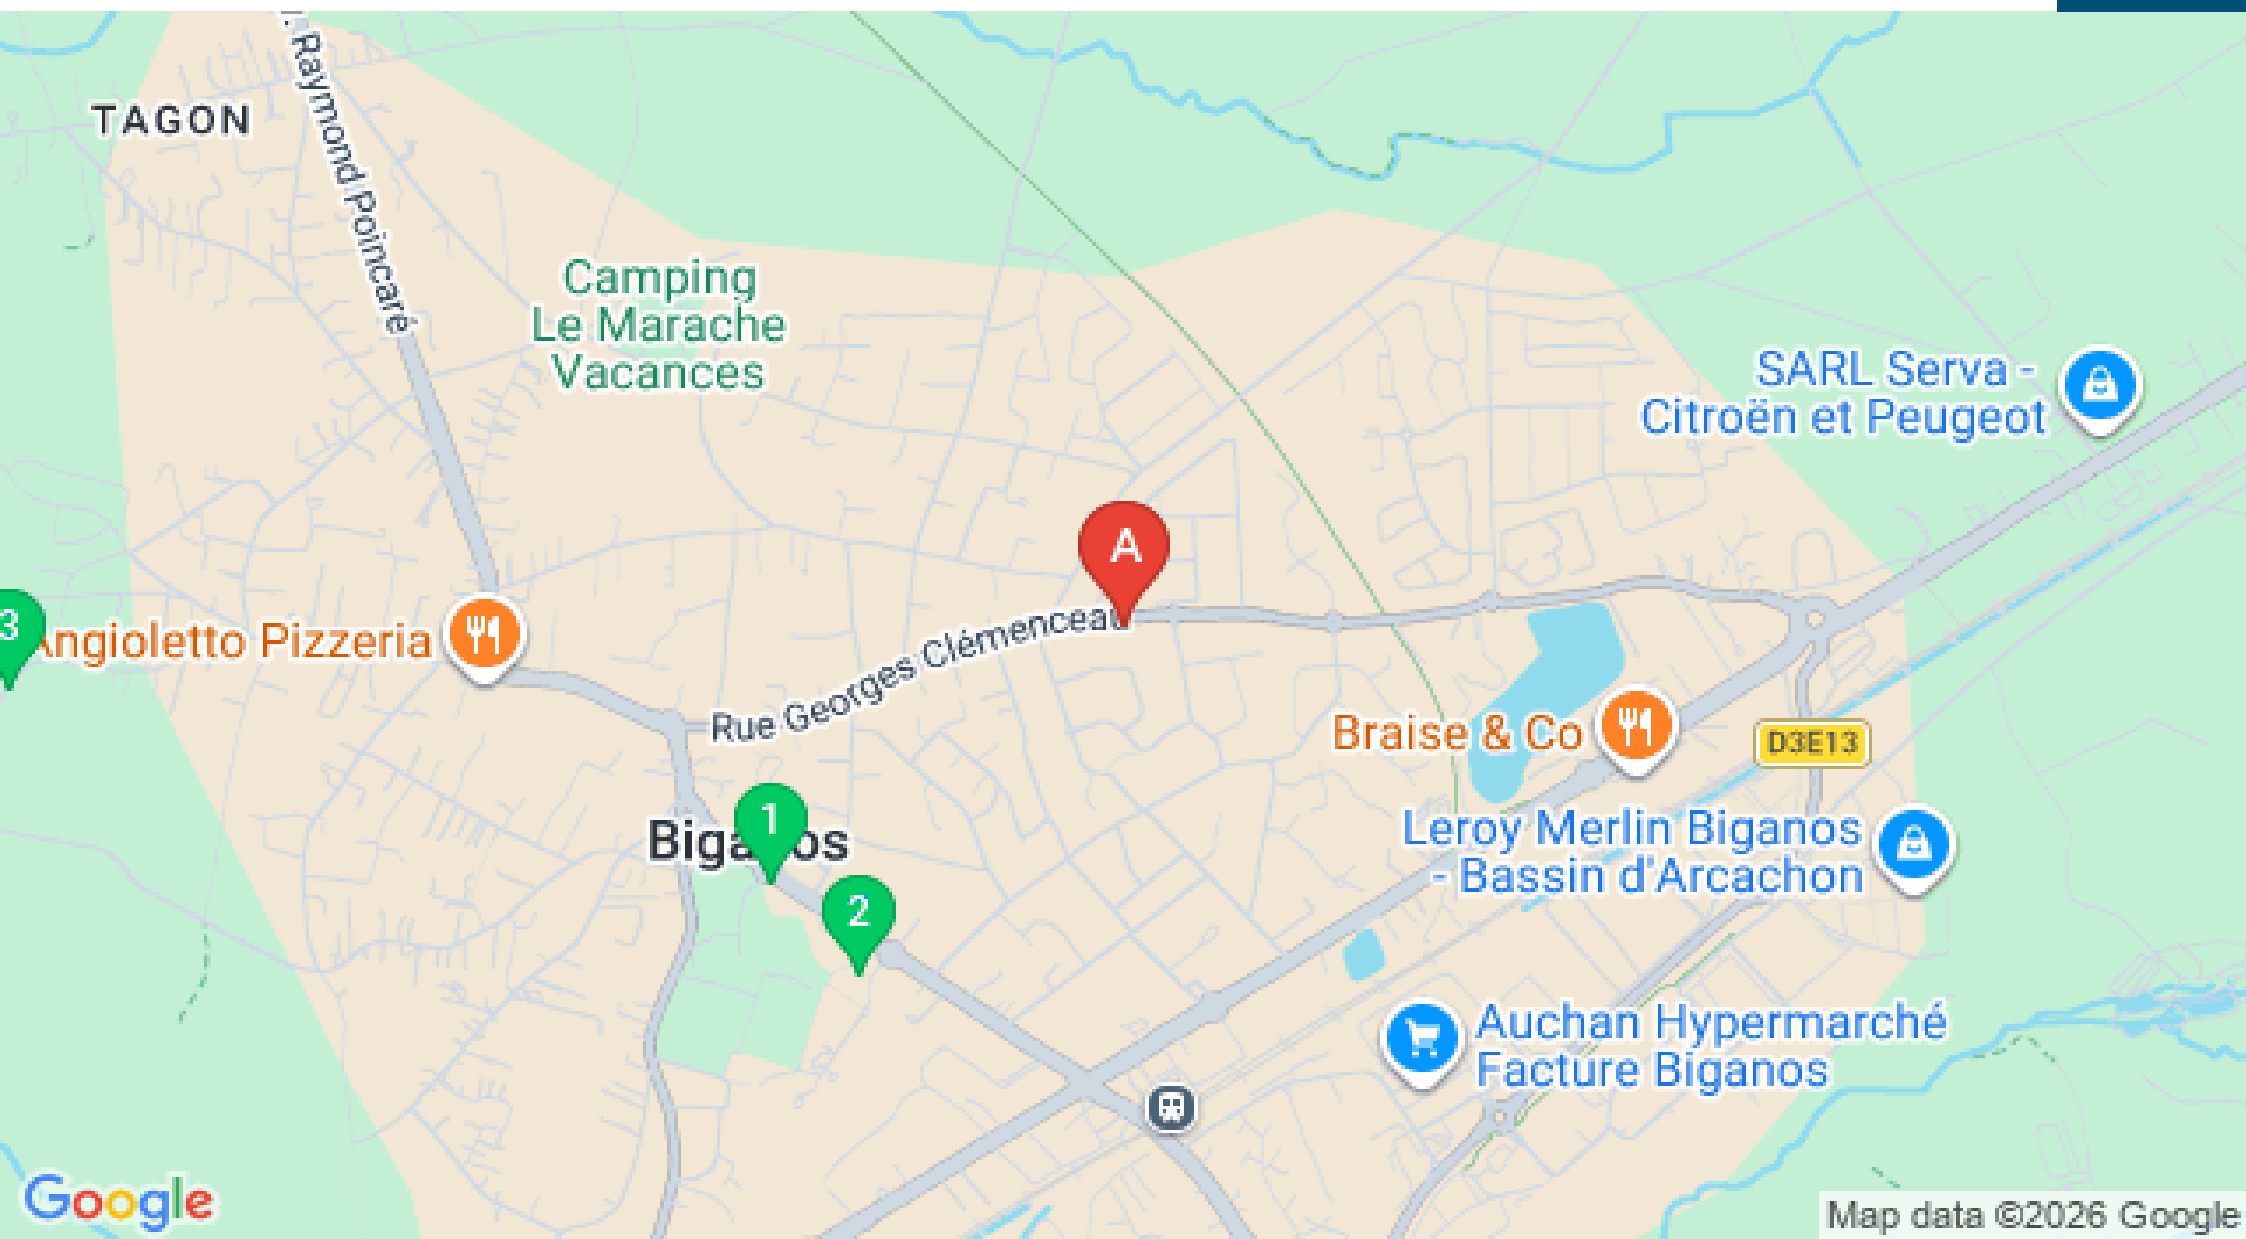 Raymond Poincaré
TAGON
Camping
Le Marache
Vacances
SARL Serva -
Citroën et Peugeot
A
3
Angioletto Pizzeria
Rue Georges Clémenceau
Braise & Co
D3E13
1
Biganos
2
Leroy Merlin Biganos
- Bassin d'Arcachon
Auchan Hypermarché
Facture Biganos
Google
Map data ©2026 Google